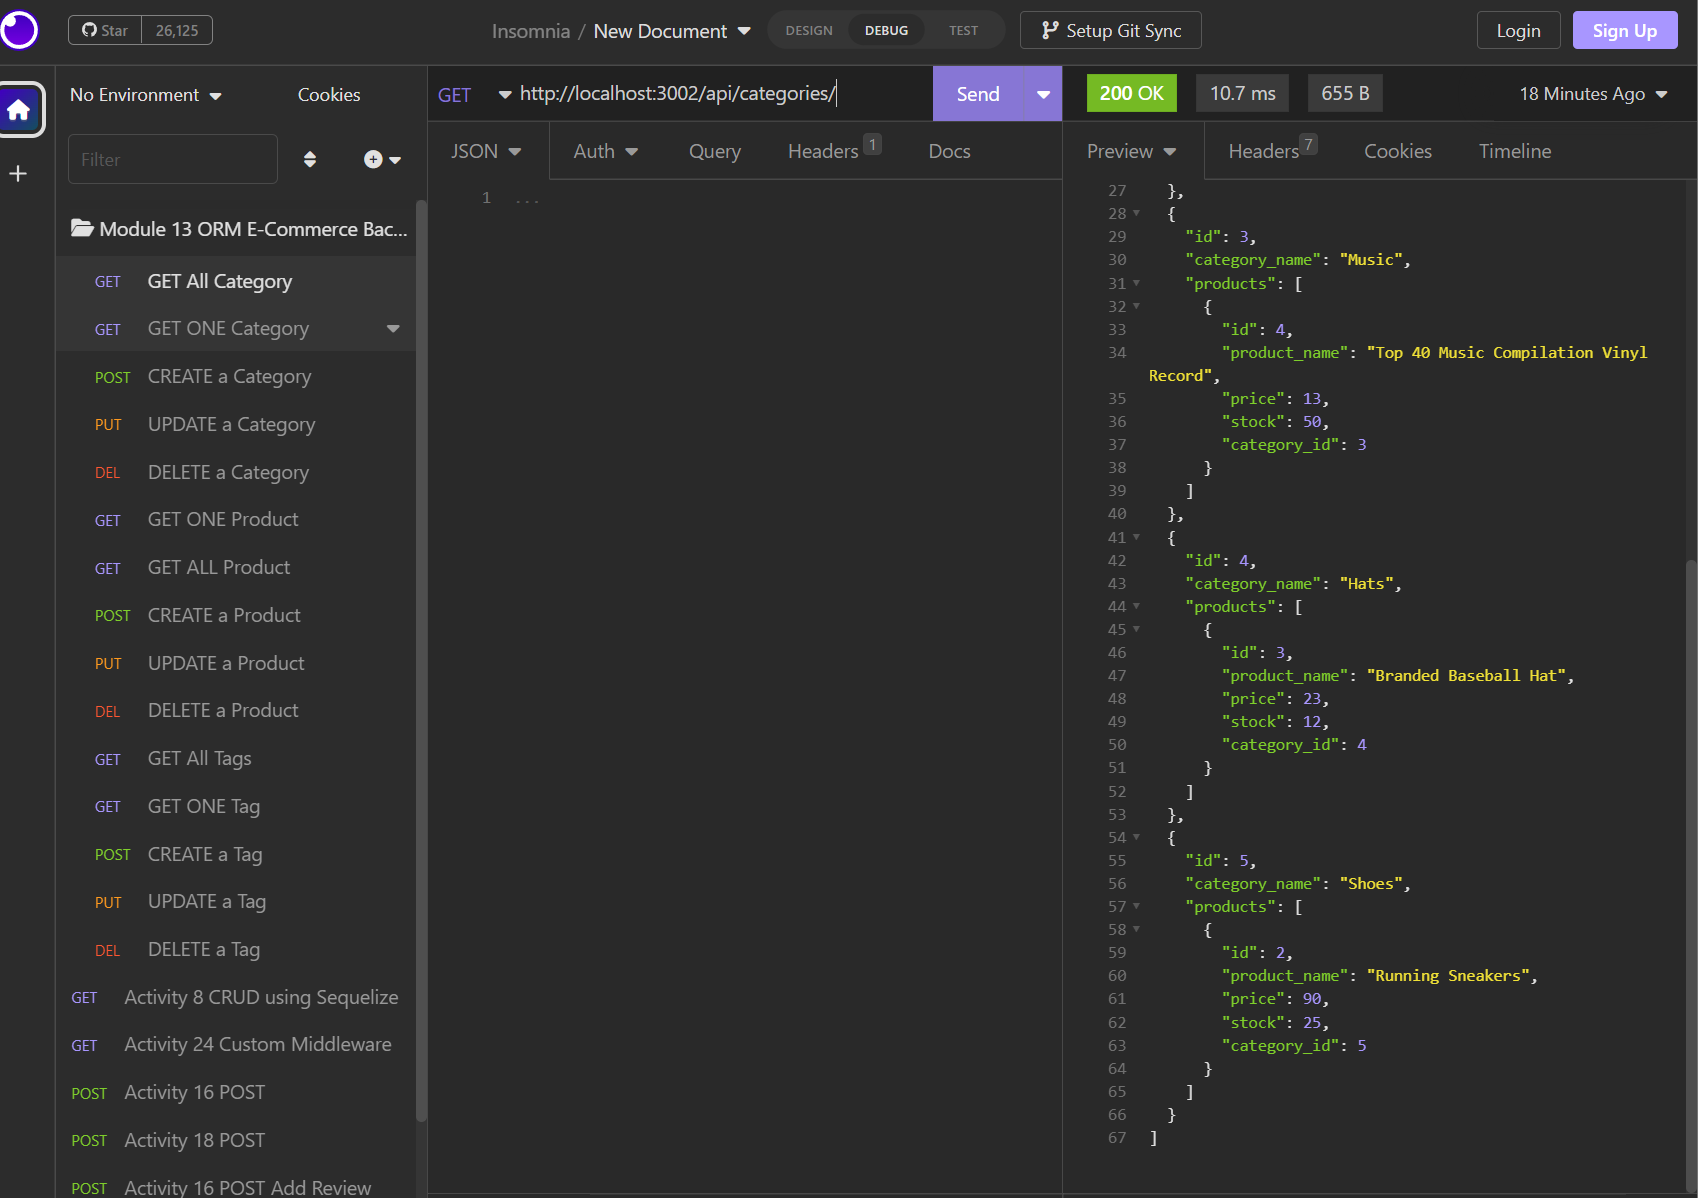 Star 26,125
Insomnia / New Document
DESIGN DEBUG TEST
Setup Git Sync
Login
Sign Up
No Environment
Cookies
Filter
Module 13 ORM E-Commerce Bac...
GET GET All Category
GET GET ONE Category
POST CREATE a Category
PUT UPDATE a Category
DEL DELETE a Category
GET GET ONE Product
GET GET ALL Product
POST CREATE a Product
PUT UPDATE a Product
DEL DELETE a Product
GET GET All Tags
GET GET ONE Tag
POST CREATE a Tag
PUT UPDATE a Tag
DEL DELETE a Tag
GET Activity 8 CRUD using Sequelize
GET Activity 24 Custom Middleware
POST Activity 16 POST
POST Activity 18 POST
POST Activity 16 POST Add Review
GET http://localhost:3002/api/categories/
Send
JSON Auth Query Headers 1 Docs
1 ...
200 OK 10.7 ms 655 B 18 Minutes Ago
Preview Headers 7 Cookies Timeline
27 },
28 {
29 "id": 3,
30 "category_name": "Music",
31 "products": [
32 {
33 "id": 4,
34 "product_name": "Top 40 Music Compilation Vinyl
Record",
35 "price": 13,
36 "stock": 50,
37 "category_id": 3
38 }
39 ]
40 },
41 {
42 "id": 4,
43 "category_name": "Hats",
44 "products": [
45 {
46 "id": 3,
47 "product_name": "Branded Baseball Hat",
48 "price": 23,
49 "stock": 12,
50 "category_id": 4
51 }
52 ]
53 },
54 {
55 "id": 5,
56 "category_name": "Shoes",
57 "products": [
58 {
59 "id": 2,
60 "product_name": "Running Sneakers",
61 "price": 90,
62 "stock": 25,
63 "category_id": 5
64 }
65 ]
66 }
67 ]